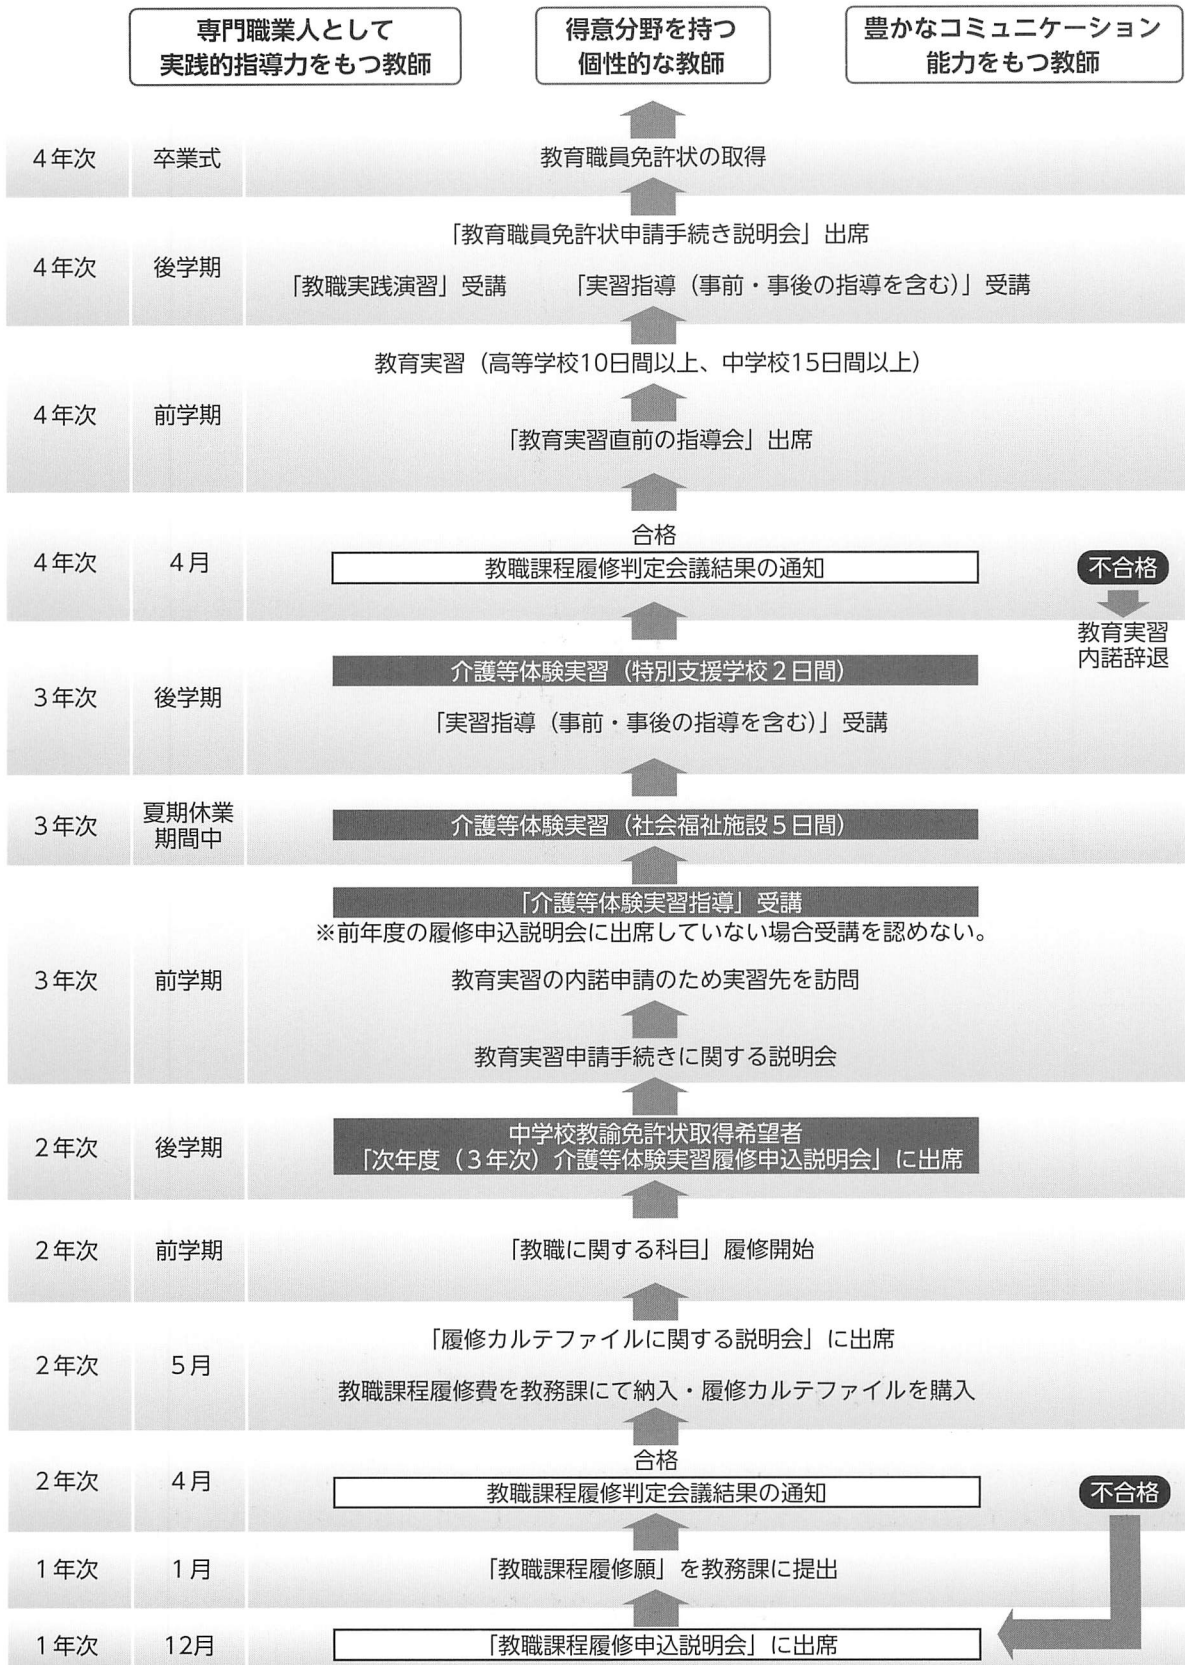 専門職業人として
実践的指導力をもつ教師
得意分野を持つ
個性的な教師
豊かなコミュニケーション
能力をもつ教師
4年次 卒業式 教育職員免許状の取得
「教育職員免許状申請手続き説明会」出席
4年次 後学期
「教職実践演習」受講 「実習指導（事前・事後の指導を含む）」受講
教育実習（高等学校10日間以上、中学校15日間以上）
4年次 前学期
「教育実習直前の指導会」出席
合格
4年次 4月 教職課程履修判定会議結果の通知 不合格
教育実習
内諾辞退
介護等体験実習（特別支援学校2日間）
3年次 後学期
「実習指導（事前・事後の指導を含む）」受講
3年次 夏期休業
期間中
介護等体験実習（社会福祉施設5日間）
「介護等体験実習指導」受講
※前年度の履修申込説明会に出席していない場合受講を認めない。
3年次 前学期 教育実習の内諾申請のため実習先を訪問
教育実習申請手続きに関する説明会
2年次 後学期
中学校教諭免許状取得希望者
「次年度（3年次）介護等体験実習履修申込説明会」に出席
2年次 前学期 「教職に関する科目」履修開始
「履修カルテファイルに関する説明会」に出席
2年次 5月
教職課程履修費を教務課にて納入・履修カルテファイルを購入
合格
2年次 4月 教職課程履修判定会議結果の通知 不合格
1年次 1月 「教職課程履修願」を教務課に提出
1年次 12月 「教職課程履修申込説明会」に出席